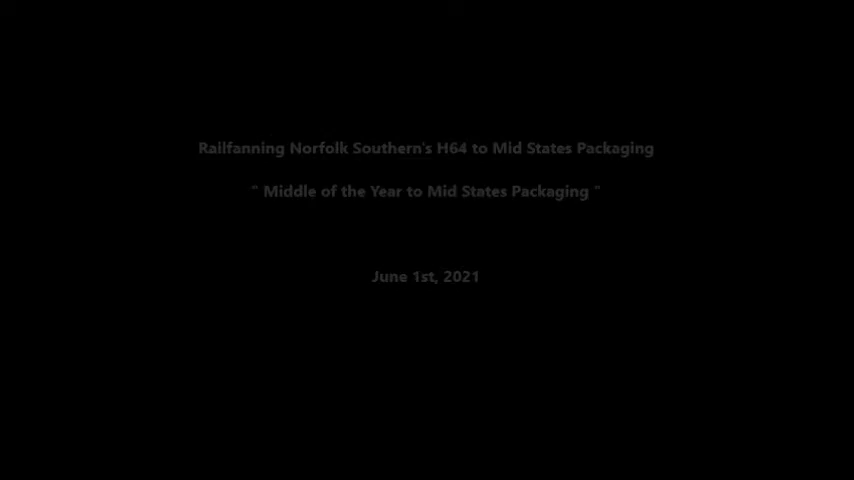 Railfanning Norfolk Southern's H64 to Mid States Packaging
" Middle of the Year to Mid States Packaging "
June 1st, 2021